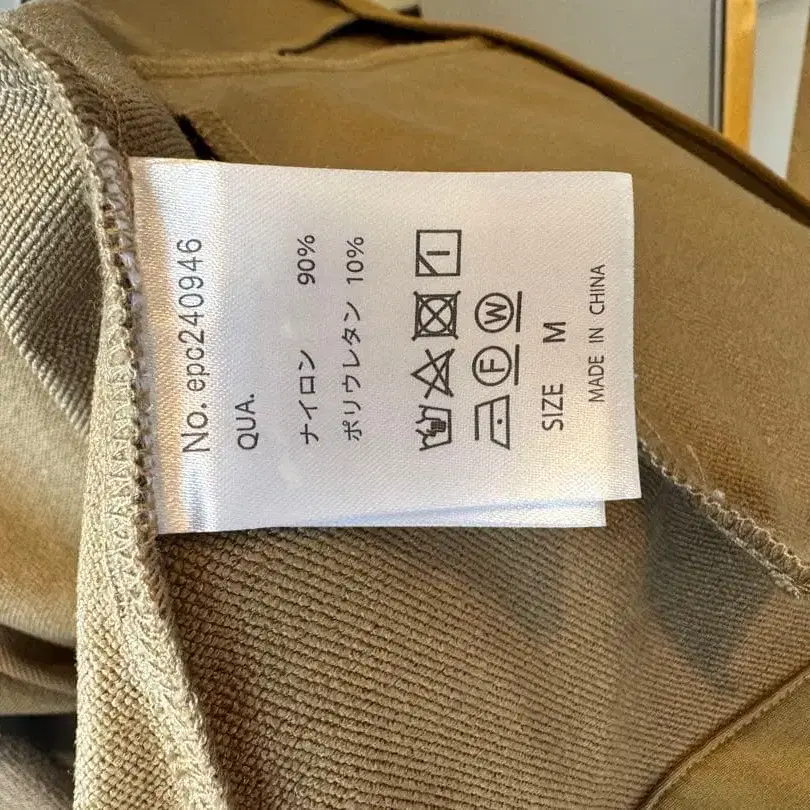 No. epc240946
QUA.
ナイロン 90%
ポリウレタン 10%
F W
SIZE M
MADE IN CHINA